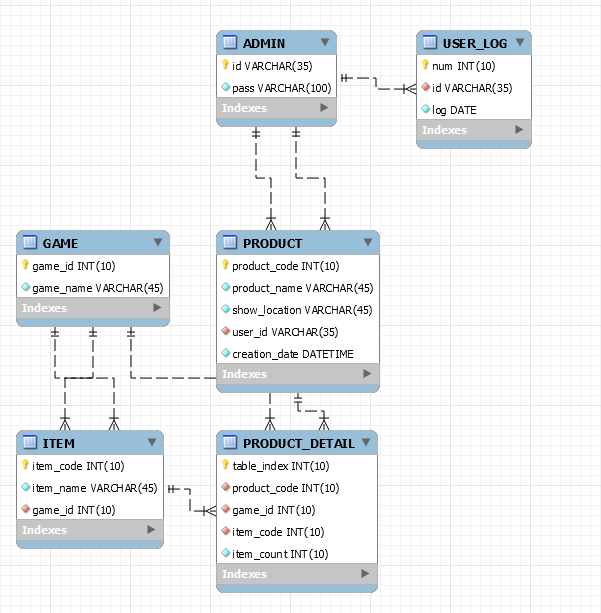 ADMIN
id VARCHAR(35)
pass VARCHAR(100)
Indexes
USER_LOG
num INT(10)
id VARCHAR(35)
log DATE
Indexes
GAME
game_id INT(10)
game_name VARCHAR(45)
Indexes
PRODUCT
product_code INT(10)
product_name VARCHAR(45)
show_location VARCHAR(45)
user_id VARCHAR(35)
creation_date DATETIME
Indexes
ITEM
item_code INT(10)
item_name VARCHAR(45)
game_id INT(10)
Indexes
PRODUCT_DETAIL
table_index INT(10)
product_code INT(10)
game_id INT(10)
item_code INT(10)
item_count INT(10)
Indexes